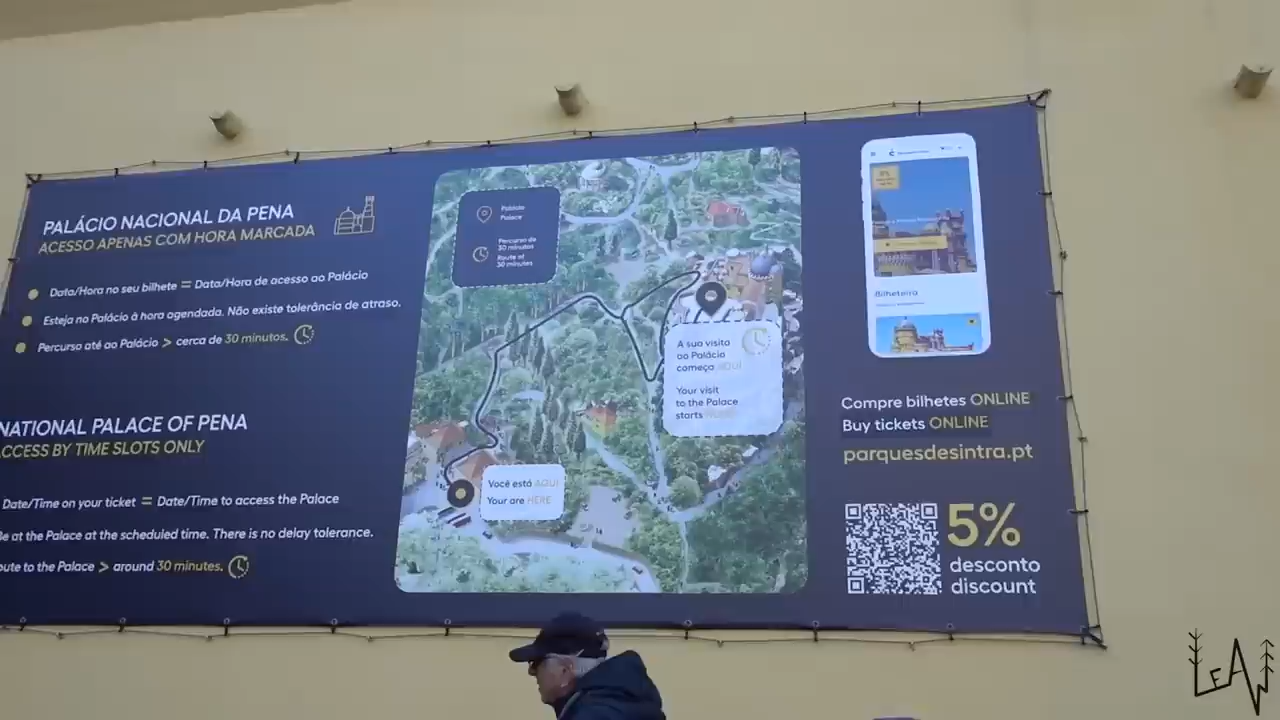 PALÁCIO NACIONAL DA PENA
ACESSO APENAS COM HORA MARCADA
Data/Hora no seu bilhete = Data/Hora de acesso ao Palácio
Esteja no Palácio à hora agendada. Não existe tolerância de atraso.
Percurso até ao Palácio > cerca de 30 minutos.
NATIONAL PALACE OF PENA
ACCESS BY TIME SLOTS ONLY
Date/Time on your ticket = Date/Time to access the Palace
Be at the Palace at the scheduled time. There is no delay tolerance.
oute to the Palace > around 30 minutes.
Palácio
Palace
Percurso de
30 minutos
Route of
30 minutes
A sua visita
ao Palácio
começa AQUI
Your visit
to the Palace
starts
Você está AQUI
Your are HERE
Bilheteira
Compre bilhetes ONLINE
Buy tickets ONLINE
parquesdesintra.pt
5%
desconto
discount
LEAW